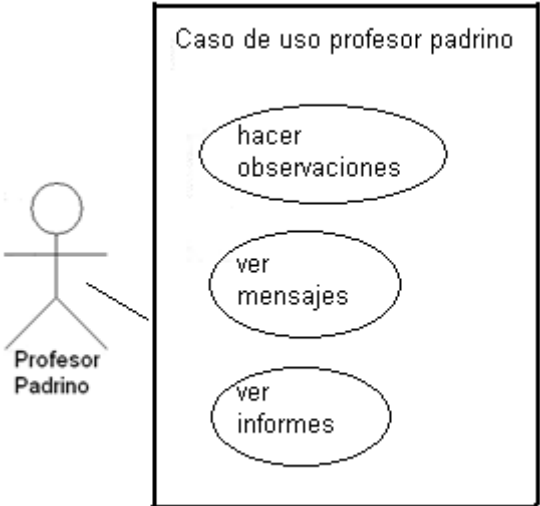 Caso de uso profesor padrino
hacer
observaciones
ver
mensajes
ver
informes
Profesor
Padrino